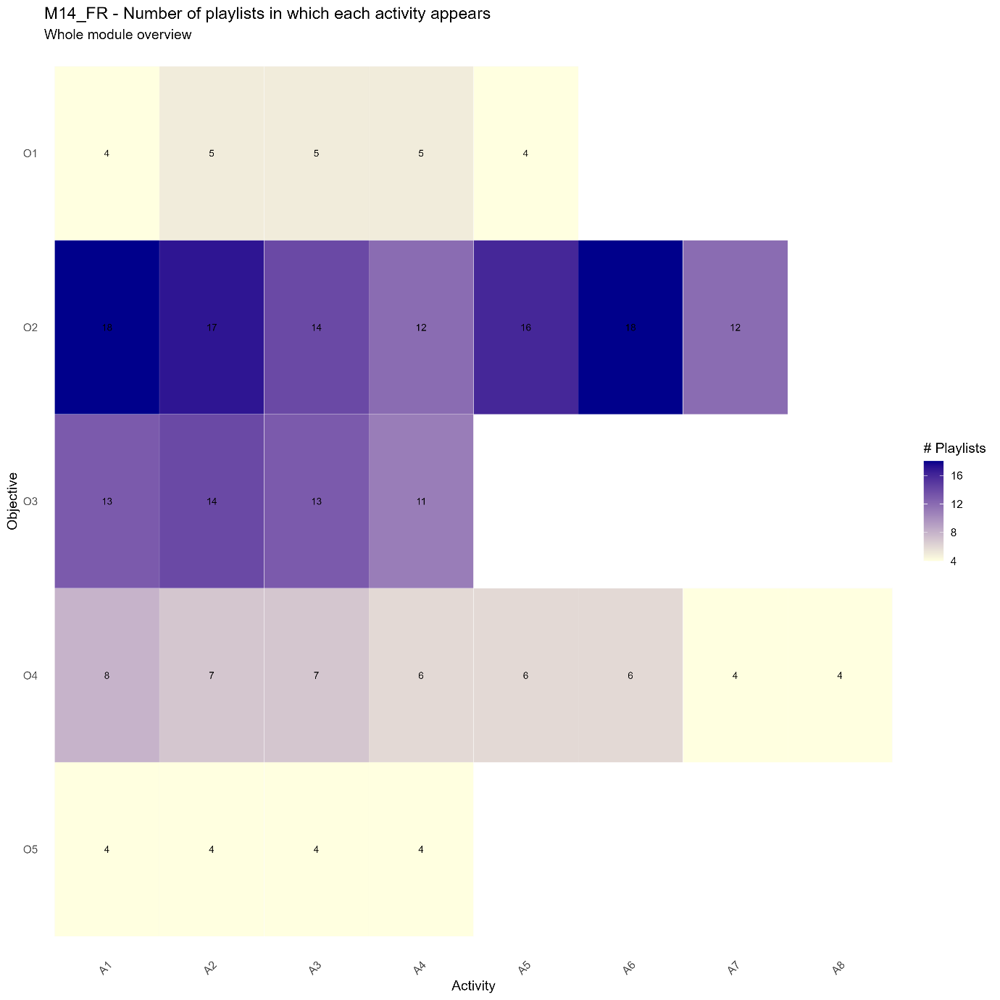 M14_FR - Number of playlists in which each activity appears
Whole module overview
O1 4 5 5 5 4
O2 18 17 14 12 16 18 12
# Playlists
16
12
8
4
Objective
O3 13 14 13 11
O4 8 7 7 6 6 6 4 4
O5 4 4 4 4
A1 A2 A3 A4 A5 A6 A7 A8
Activity